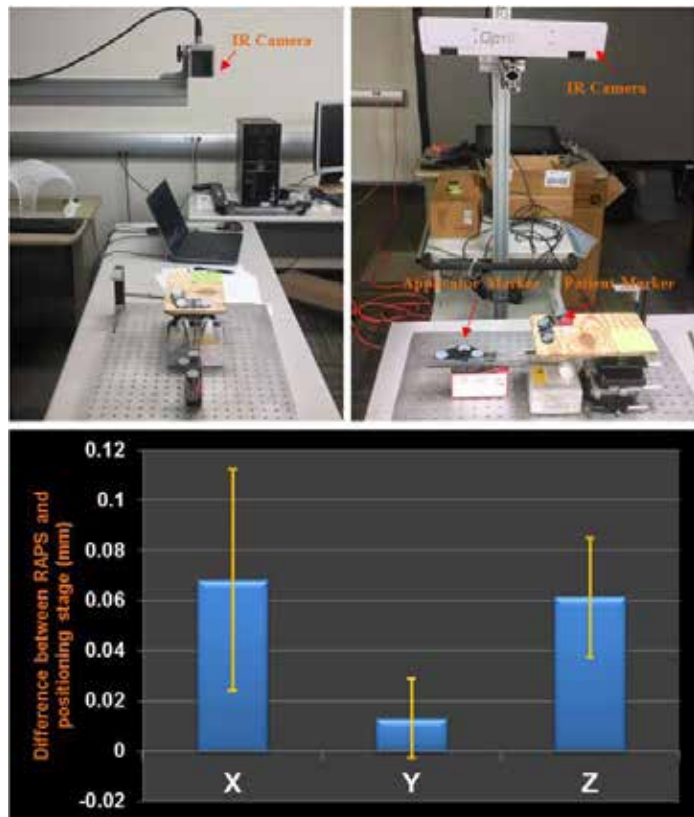 IR Camera
Opti
IR Camera
Applicator Marker
Patient Marker
Difference between RAPS and
positioning stage (mm)
0.12
0.1
0.08
0.06
0.04
0.02
0
-0.02
X
Y
Z